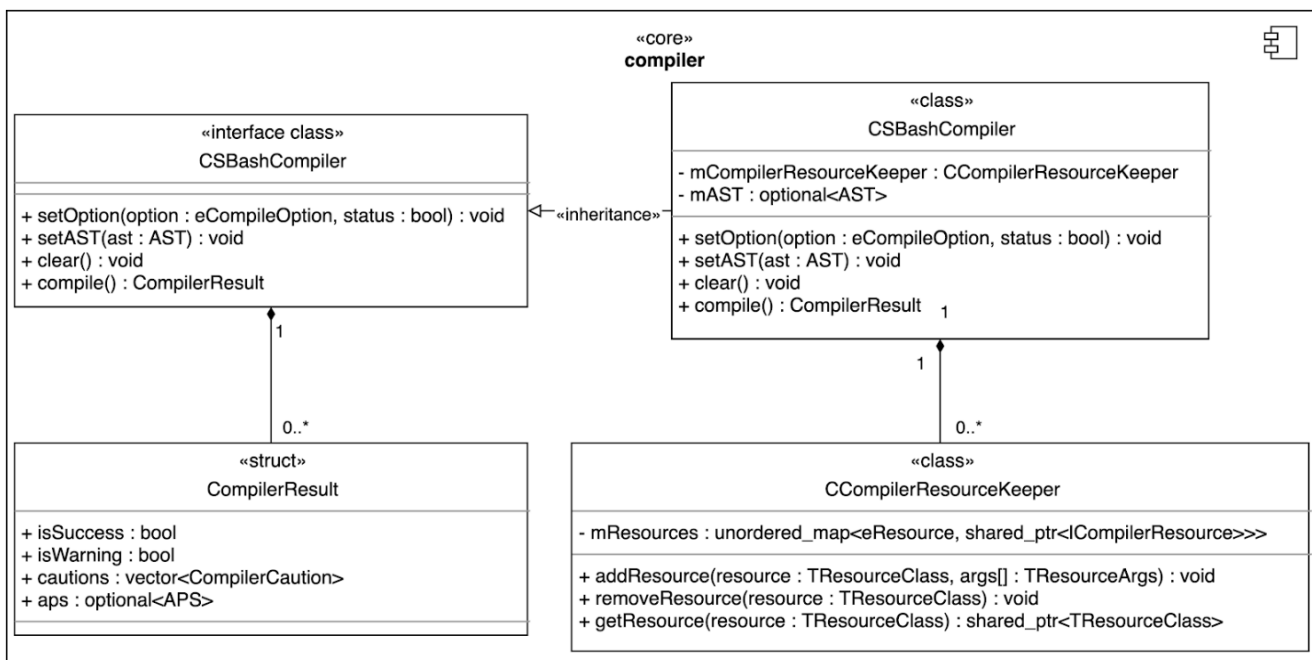 «core»
compiler
«interface class»
CSBashCompiler
+ setOption(option : eCompileOption, status : bool) : void
+ setAST(ast : AST) : void
+ clear() : void
+ compile() : CompilerResult
«inheritance»
«class»
CSBashCompiler
- mCompilerResourceKeeper : CCompilerResourceKeeper
- mAST : optional<AST>
+ setOption(option : eCompileOption, status : bool) : void
+ setAST(ast : AST) : void
+ clear() : void
+ compile() : CompilerResult
1
1
1
0..*
0..*
«struct»
CompilerResult
+ isSuccess : bool
+ isWarning : bool
+ cautions : vector<CompilerCaution>
+ aps : optional<APS>
«class»
CCompilerResourceKeeper
- mResources : unordered_map<eResource, shared_ptr<ICompilerResource>>>
+ addResource(resource : TResourceClass, args[] : TResourceArgs) : void
+ removeResource(resource : TResourceClass) : void
+ getResource(resource : TResourceClass) : shared_ptr<TResourceClass>